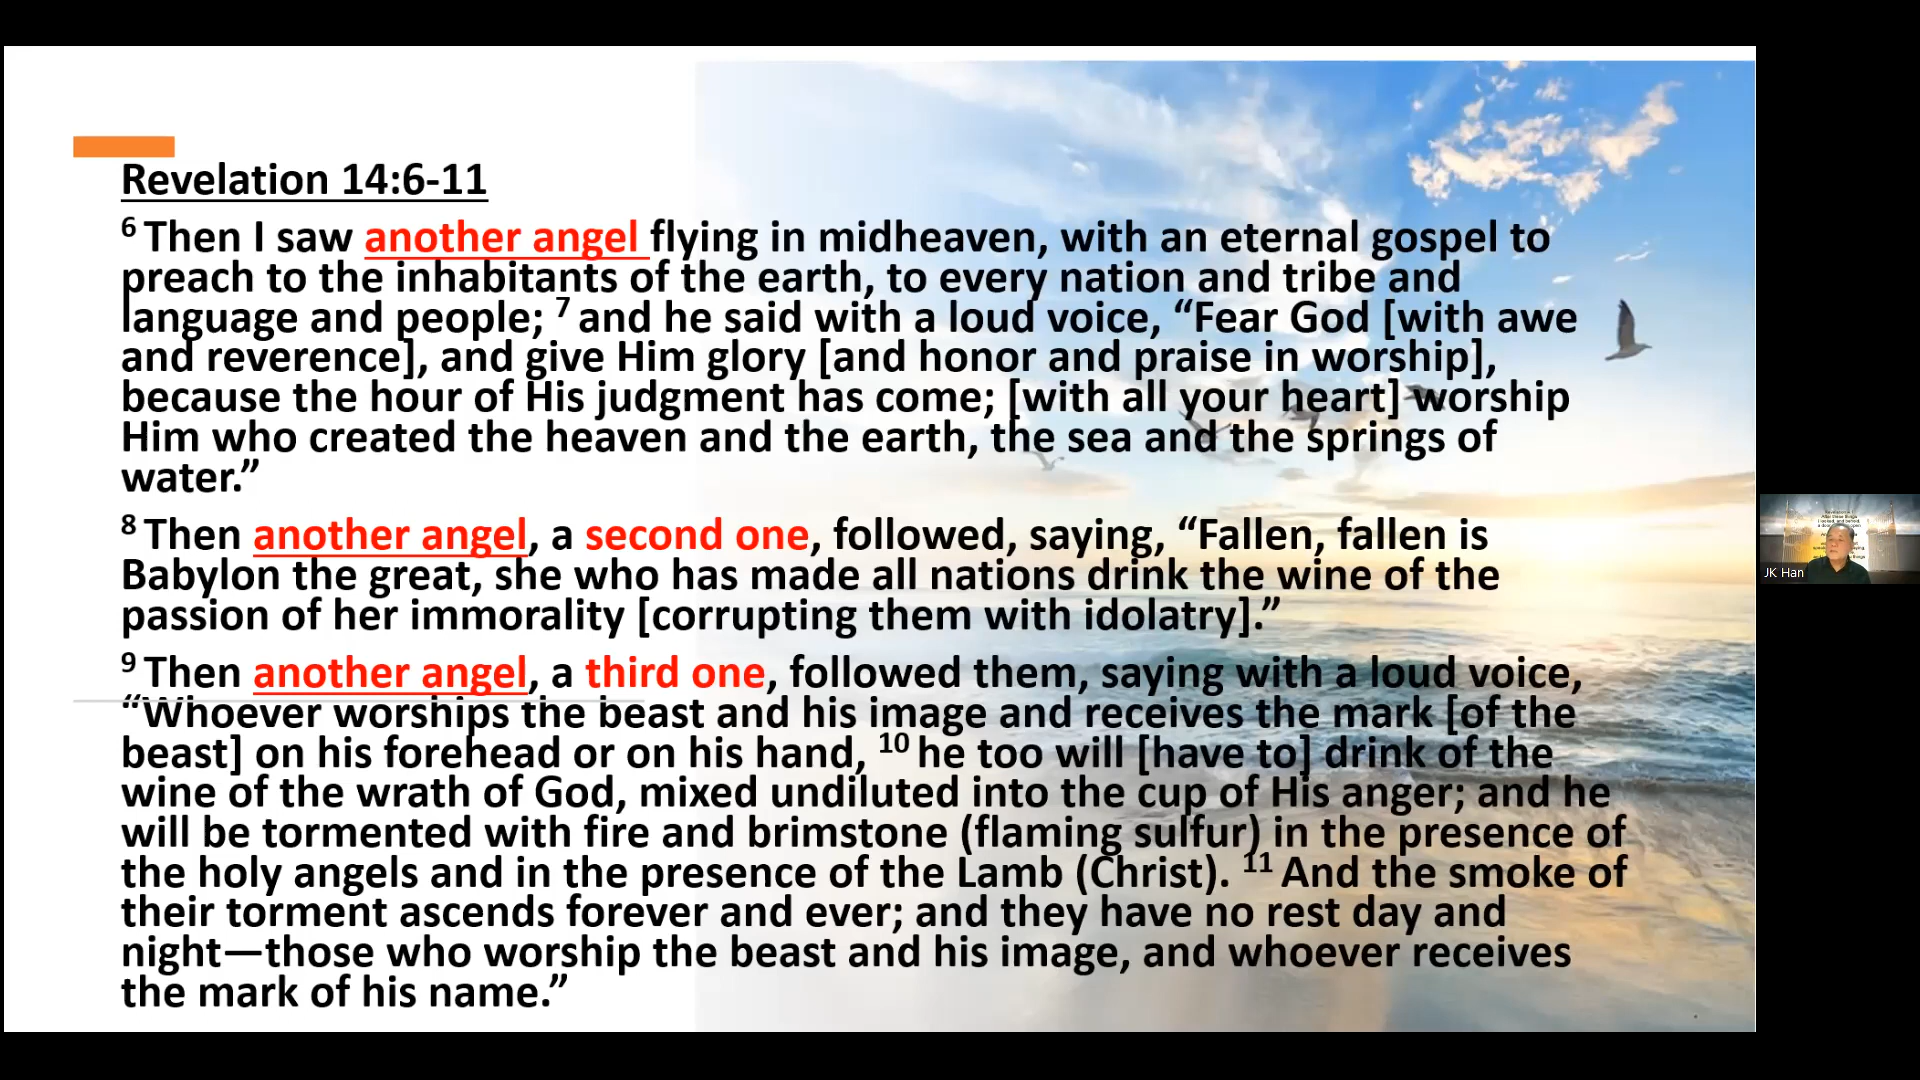 Revelation 14:6-11
6 Then I saw another angel flying in midheaven, with an eternal gospel to
preach to the inhabitants of the earth, to every nation and tribe and
language and people; 7 and he said with a loud voice, “Fear God [with awe
and reverence], and give Him glory [and honor and praise in worship],
because the hour of His judgment has come; [with all your heart] worship
Him who created the heaven and the earth, the sea and the springs of
water.”
8 Then another angel, a second one, followed, saying, “Fallen, fallen is
Babylon the great, she who has made all nations drink the wine of the
passion of her immorality [corrupting them with idolatry].”
9 Then another angel, a third one, followed them, saying with a loud voice,
“Whoever worships the beast and his image and receives the mark [of the
beast] on his forehead or on his hand, 10 he too will [have to] drink of the
wine of the wrath of God, mixed undiluted into the cup of His anger; and he
will be tormented with fire and brimstone (flaming sulfur) in the presence of
the holy angels and in the presence of the Lamb (Christ). 11 And the smoke of
their torment ascends forever and ever; and they have no rest day and
night—those who worship the beast and his image, and whoever receives
the mark of his name.”
JK Han